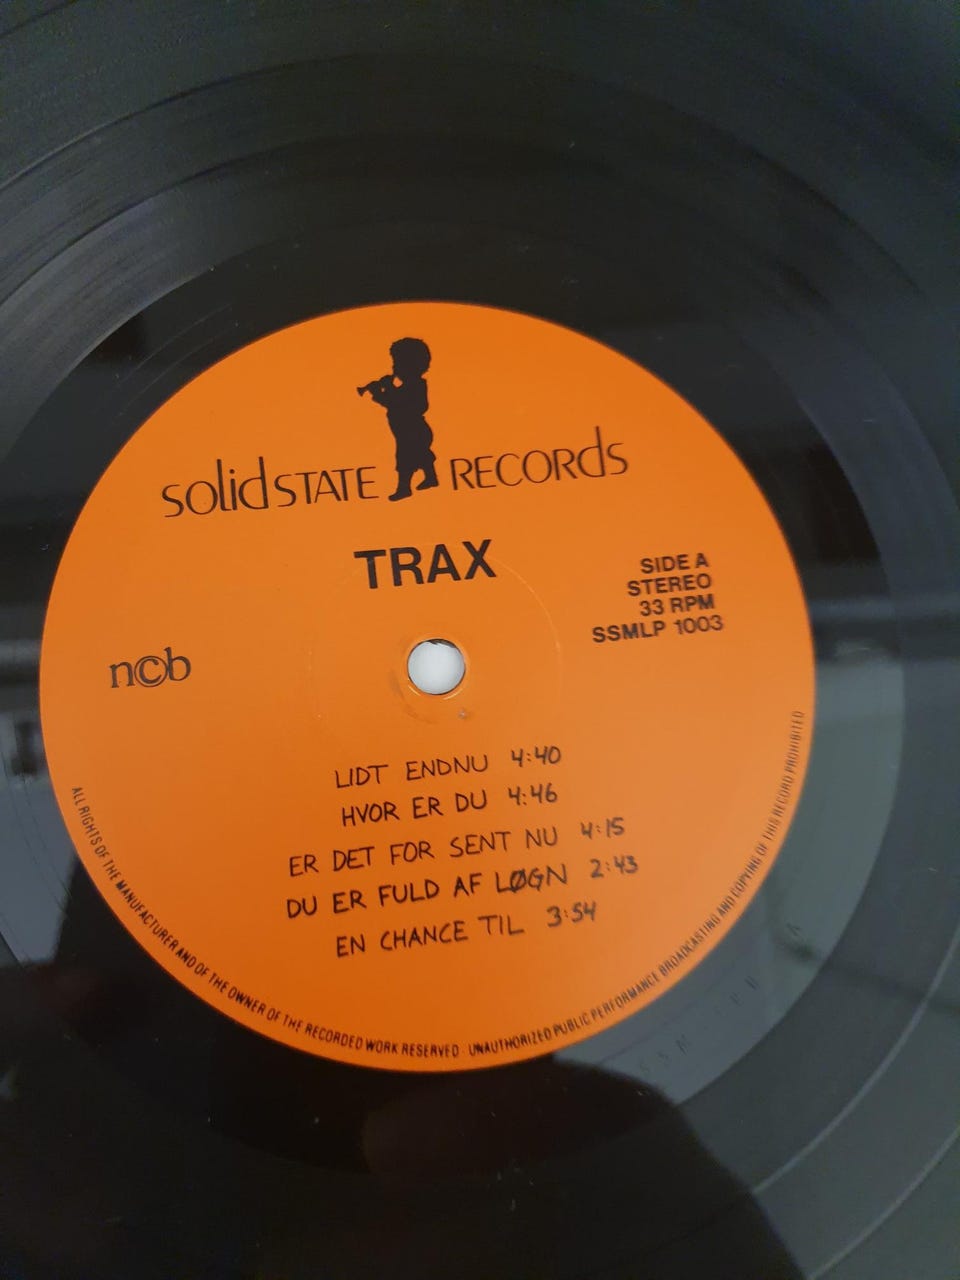 solidSTATE RECORds
TRAX
SIDE A
STEREO
33 RPM
SSMLP 1003
n©b
LIDT ENDNU 4:40
HVOR ER DU 4:46
ER DET FOR SENT NU 4:15
DU ER FULD AF LØGN 2:43
EN CHANCE TIL 3:54
ALL RIGHTS OF THE MANUFACTURER AND OF THE OWNER OF THE RECORDED WORK RESERVED · UNAUTHORIZED PUBLIC PERFORMANCE BROADCASTING AND COPYING OF THIS RECORD PROHIBITED